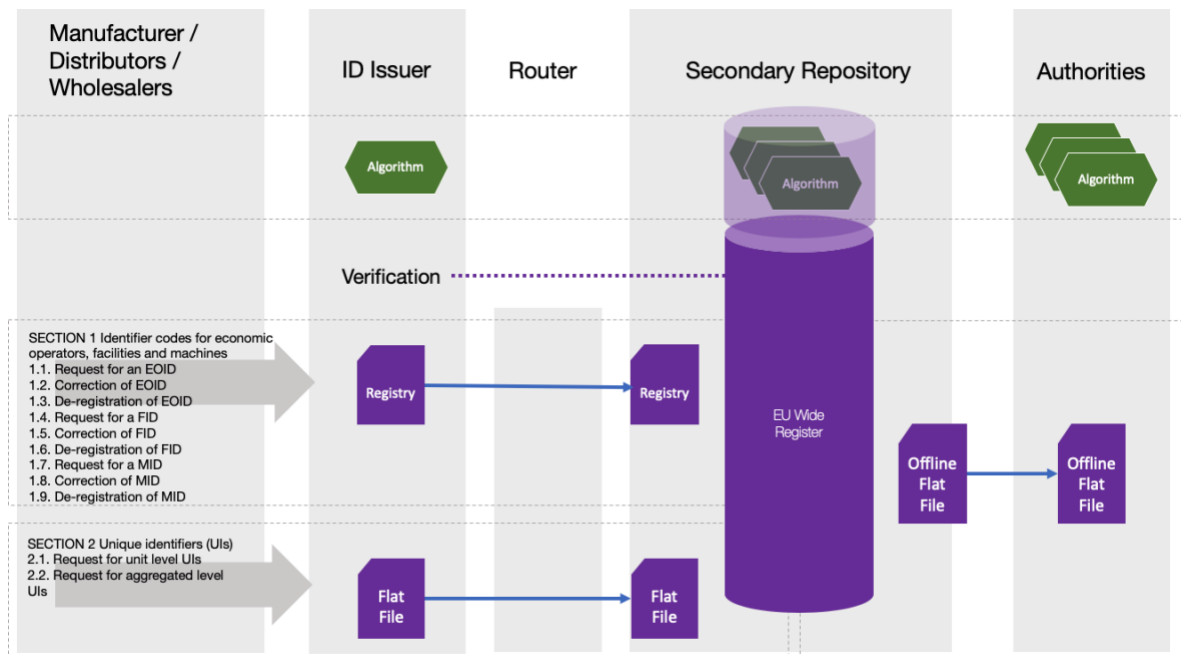 Manufacturer /
Distributors /
Wholesalers
ID Issuer
Router
Secondary Repository
Authorities
Algorithm
Algorithm
Algorithm
Verification
SECTION 1 Identifier codes for economic
operators, facilities and machines
1.1. Request for an EOID
1.2. Correction of EOID
1.3. De-registration of EOID
1.4. Request for a FID
1.5. Correction of FID
1.6. De-registration of FID
1.7. Request for a MID
1.8. Correction of MID
1.9. De-registration of MID
Registry
Registry
EU Wide
Register
Offline
Flat
File
Offline
Flat
File
SECTION 2 Unique identifiers (UIs)
2.1. Request for unit level UIs
2.2. Request for aggregated level
UIs
Flat
File
Flat
File